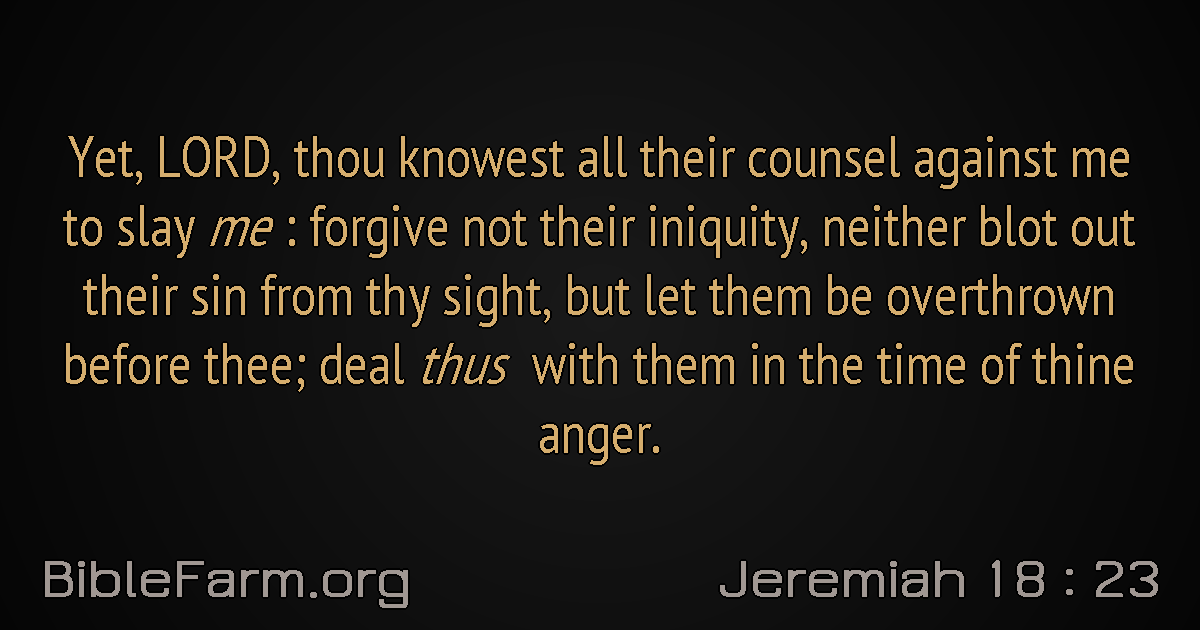 Yet, LORD, thou knowest all their counsel against me
to slay me : forgive not their iniquity, neither blot out
their sin from thy sight, but let them be overthrown
before thee; deal thus with them in the time of thine
anger.
BibleFarm.org
Jeremiah 18 : 23